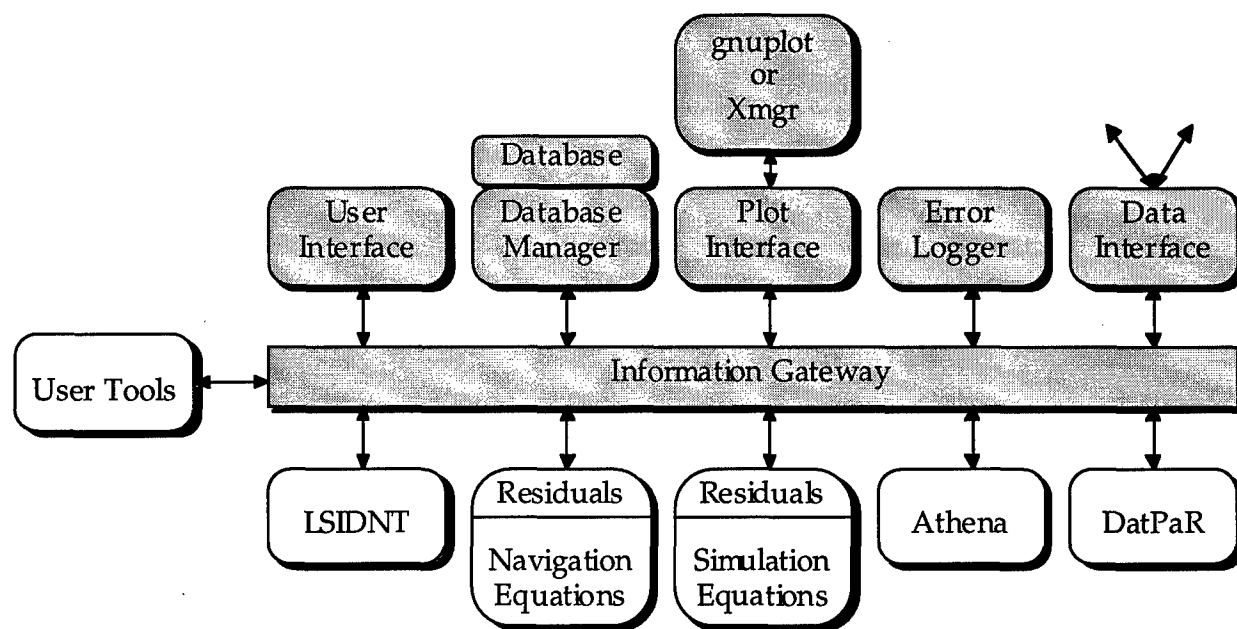 gnuplot
or
Xmgr
Database
User
Interface
Database
Manager
Plot
Interface
Error
Logger
Data
Interface
User Tools
Information Gateway
LSIDNT
Residuals
Navigation
Equations
Residuals
Simulation
Equations
Athena
DatPaR